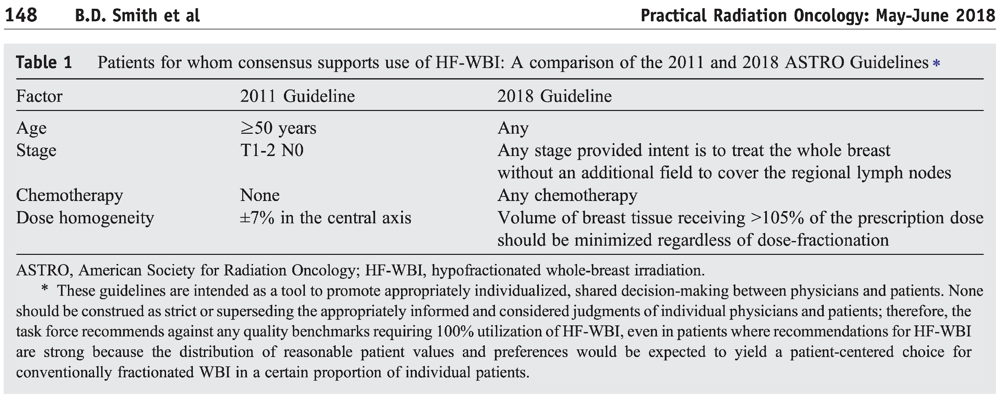 148 B.D. Smith et al Practical Radiation Oncology: May-June 2018
Table 1 Patients for whom consensus supports use of HF-WBI: A comparison of the 2011 and 2018 ASTRO Guidelines *
Factor 2011 Guideline 2018 Guideline
Age ≥50 years Any
Stage T1-2 N0 Any stage provided intent is to treat the whole breast
without an additional field to cover the regional lymph nodes
Chemotherapy None Any chemotherapy
Dose homogeneity ±7% in the central axis Volume of breast tissue receiving >105% of the prescription dose
should be minimized regardless of dose-fractionation
ASTRO, American Society for Radiation Oncology; HF-WBI, hypofractionated whole-breast irradiation.
* These guidelines are intended as a tool to promote appropriately individualized, shared decision-making between physicians and patients. None
should be construed as strict or superseding the appropriately informed and considered judgments of individual physicians and patients; therefore, the
task force recommends against any quality benchmarks requiring 100% utilization of HF-WBI, even in patients where recommendations for HF-WBI
are strong because the distribution of reasonable patient values and preferences would be expected to yield a patient-centered choice for
conventionally fractionated WBI in a certain proportion of individual patients.